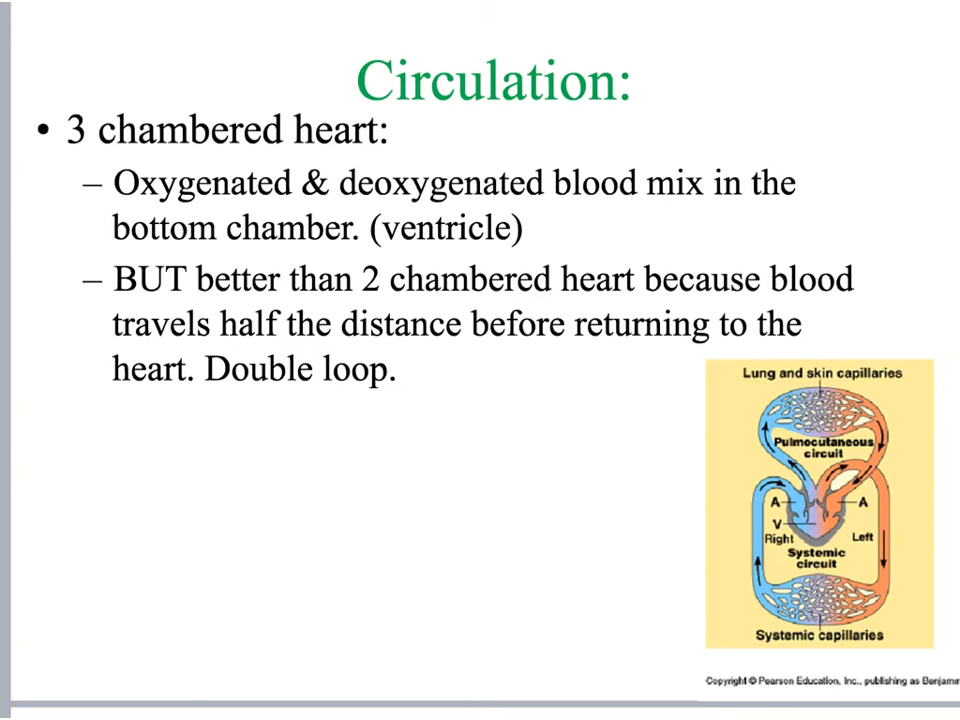 Circulation:
• 3 chambered heart:
– Oxygenated & deoxygenated blood mix in the
bottom chamber. (ventricle)
– BUT better than 2 chambered heart because blood
travels half the distance before returning to the
heart. Double loop.
Lung and skin capillaries
Pulmocutaneous
circuit
A
A
V
Right
Left
Systemic
circuit
Systemic capillaries
Copyright © Pearson Education, Inc., publishing as Benjamin